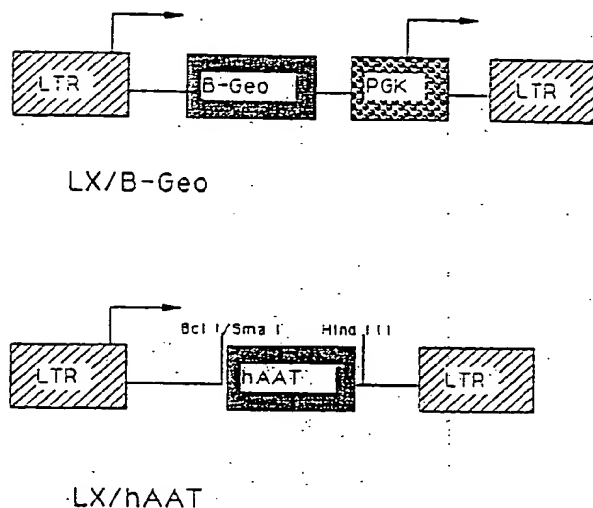 LTR B-Geo PGK LTR
LX/B-Geo
Bcl I/Sma I Hind III
LTR hAAT LTR
LX/hAAT